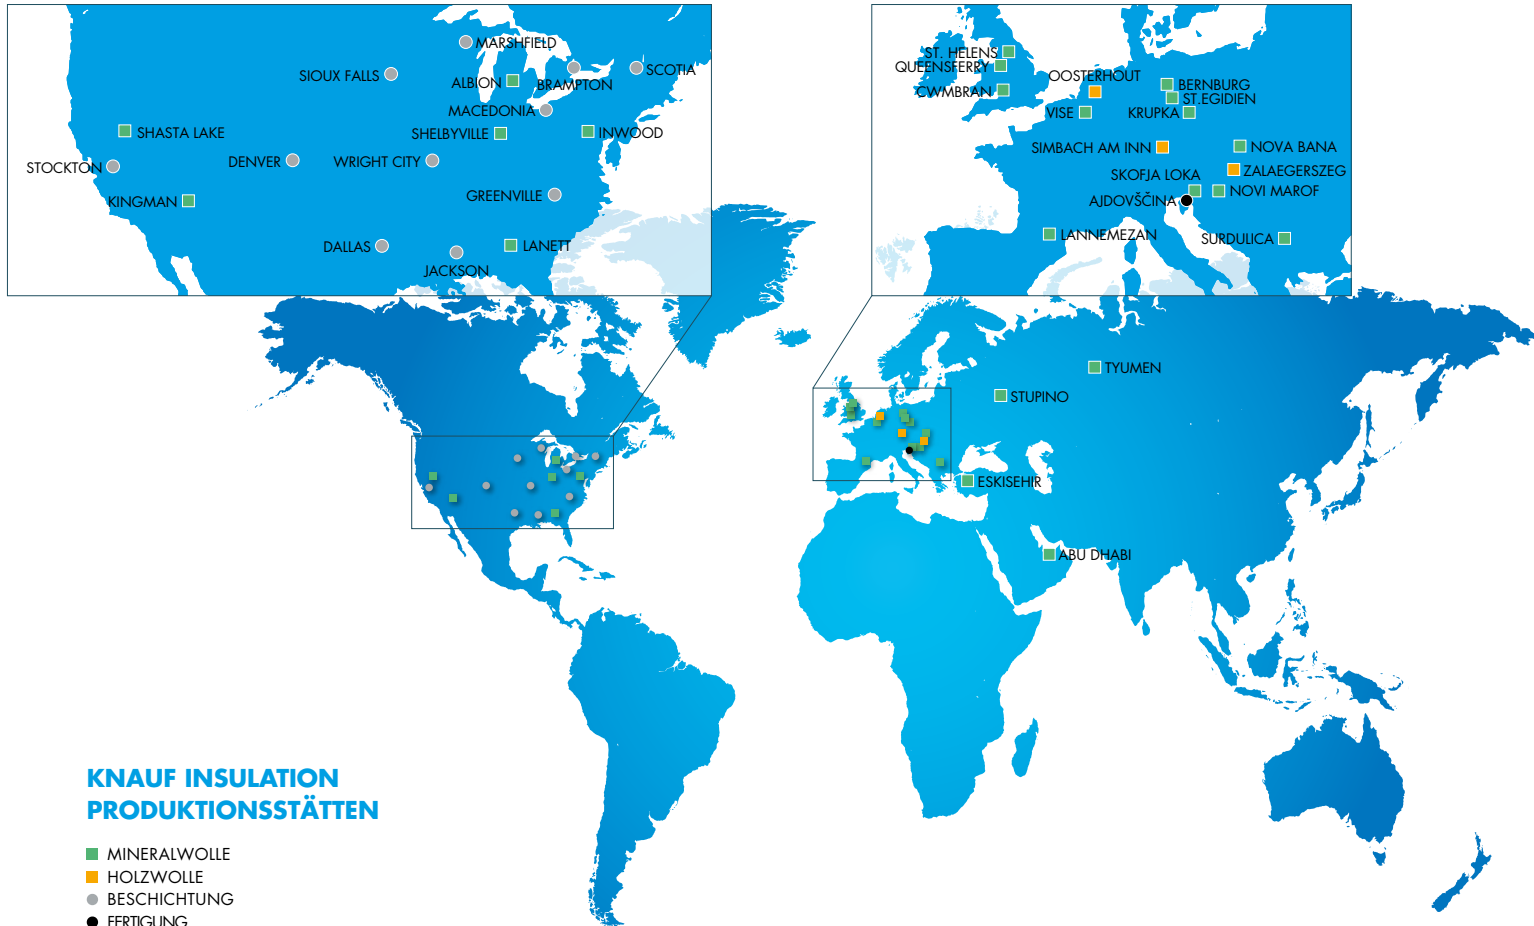 MARSHFIELD
SIOUX FALLS
ALBION
BRAMPTON
SCOTIA
MACEDONIA
SHASTA LAKE
SHELBYVILLE
INWOOD
STOCKTON
DENVER
WRIGHT CITY
KINGMAN
GREENVILLE
DALLAS
LANETT
JACKSON
ST. HELENS
QUEENSFERRY
OOSTERHOUT
CWMBRAN
BERNBURG
ST.EGIDIEN
VISE
KRUPKA
SIMBACH AM INN
NOVA BANA
SKOFJA LOKA
ZALAEGERSZEG
NOVI MAROF
AJDOVŠČINA
LANNEMEZAN
SURDULICA
TYUMEN
STUPINO
ESKISEHIR
ABU DHABI
KNAUF INSULATION
PRODUKTIONSSTÄTTEN
MINERALWOLLE
HOLZWOLLE
BESCHICHTUNG
FERTIGUNG